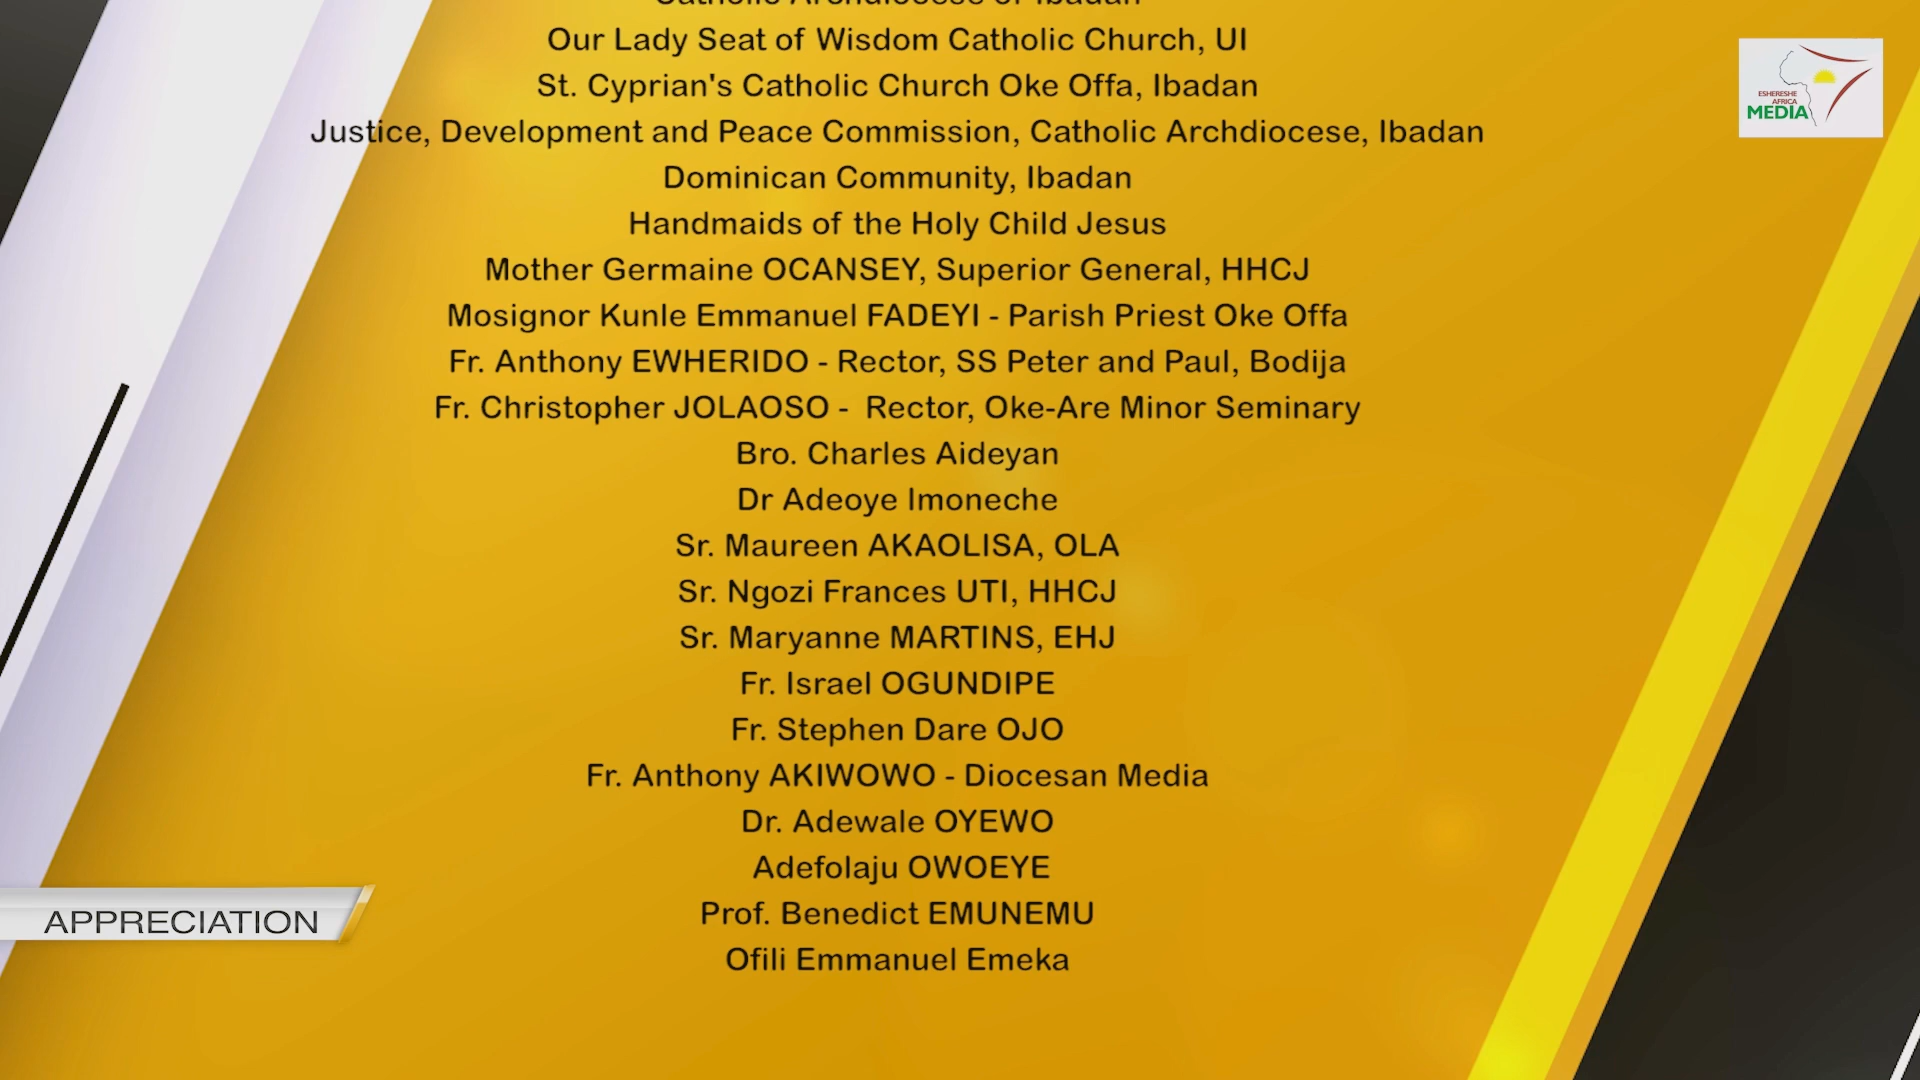 Catholic Archdiocese of Ibadan
Our Lady Seat of Wisdom Catholic Church, UI
St. Cyprian's Catholic Church Oke Offa, Ibadan
Justice, Development and Peace Commission, Catholic Archdiocese, Ibadan
Dominican Community, Ibadan
Handmaids of the Holy Child Jesus
Mother Germaine OCANSEY, Superior General, HHCJ
Mosignor Kunle Emmanuel FADEYI - Parish Priest Oke Offa
Fr. Anthony EWHERIDO - Rector, SS Peter and Paul, Bodija
Fr. Christopher JOLAOSO -  Rector, Oke-Are Minor Seminary
Bro. Charles Aideyan
Dr Adeoye Imoneche
Sr. Maureen AKAOLISA, OLA
Sr. Ngozi Frances UTI, HHCJ
Sr. Maryanne MARTINS, EHJ
Fr. Israel OGUNDIPE
Fr. Stephen Dare OJO
Fr. Anthony AKIWOWO - Diocesan Media
Dr. Adewale OYEWO
Adefolaju OWOEYE
Prof. Benedict EMUNEMU
Ofili Emmanuel Emeka
APPRECIATION
ESHERESHE
AFRICA
MEDIA